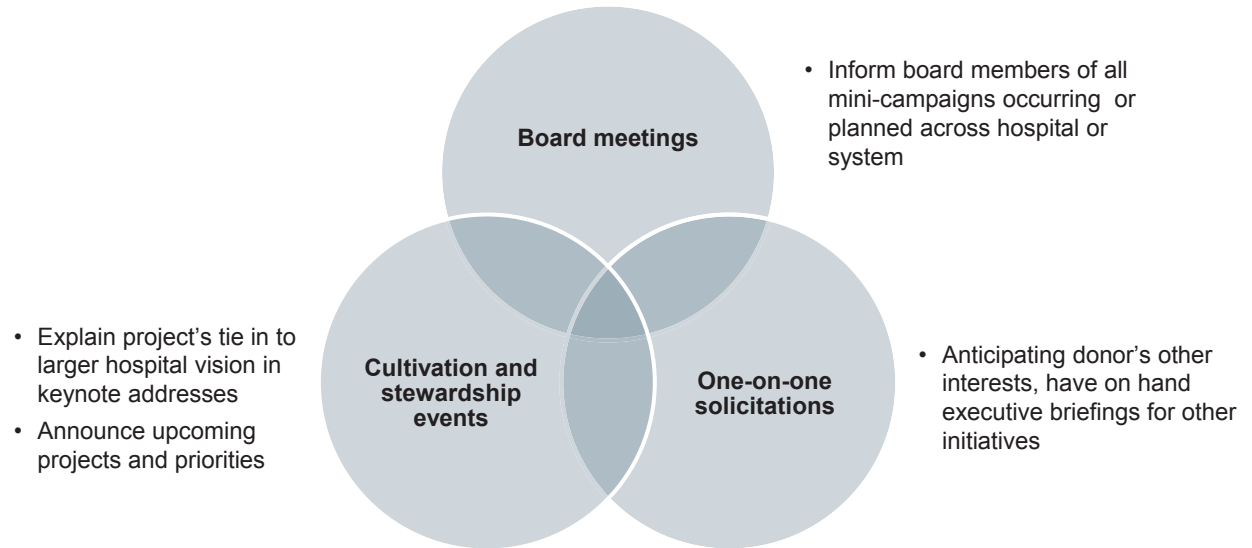 Board meetings
• Inform board members of all
mini-campaigns occurring or
planned across hospital or
system
• Explain project’s tie in to
larger hospital vision in
keynote addresses
• Announce upcoming
projects and priorities
Cultivation and
stewardship
events
One-on-one
solicitations
• Anticipating donor’s other
interests, have on hand
executive briefings for other
initiatives